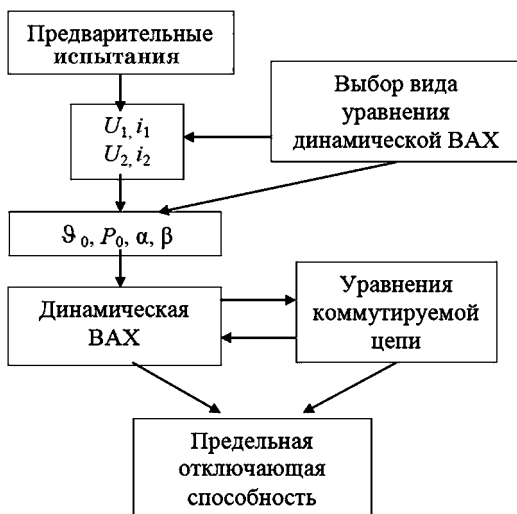 Предварительные
испытания
Выбор вида
уравнения
динамической ВАХ
U1, i1
U2, i2
ϑ0, P0, α, β
Динамическая
ВАХ
Уравнения
коммутируемой
цепи
Предельная
отключающая
способность